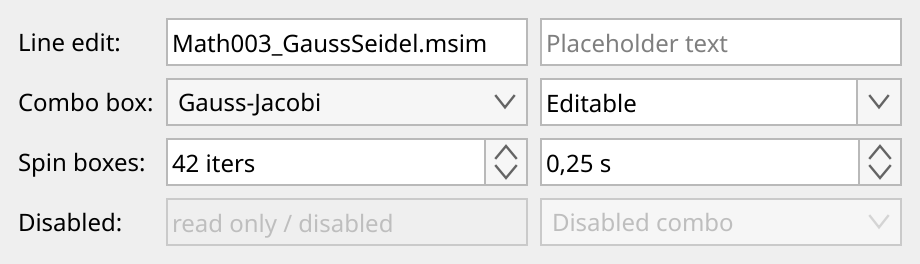 Line edit: Math003_GaussSeidel.msim Placeholder text
Combo box: Gauss-Jacobi Editable
Spin boxes: 42 iters 0,25 s
Disabled: read only / disabled Disabled combo